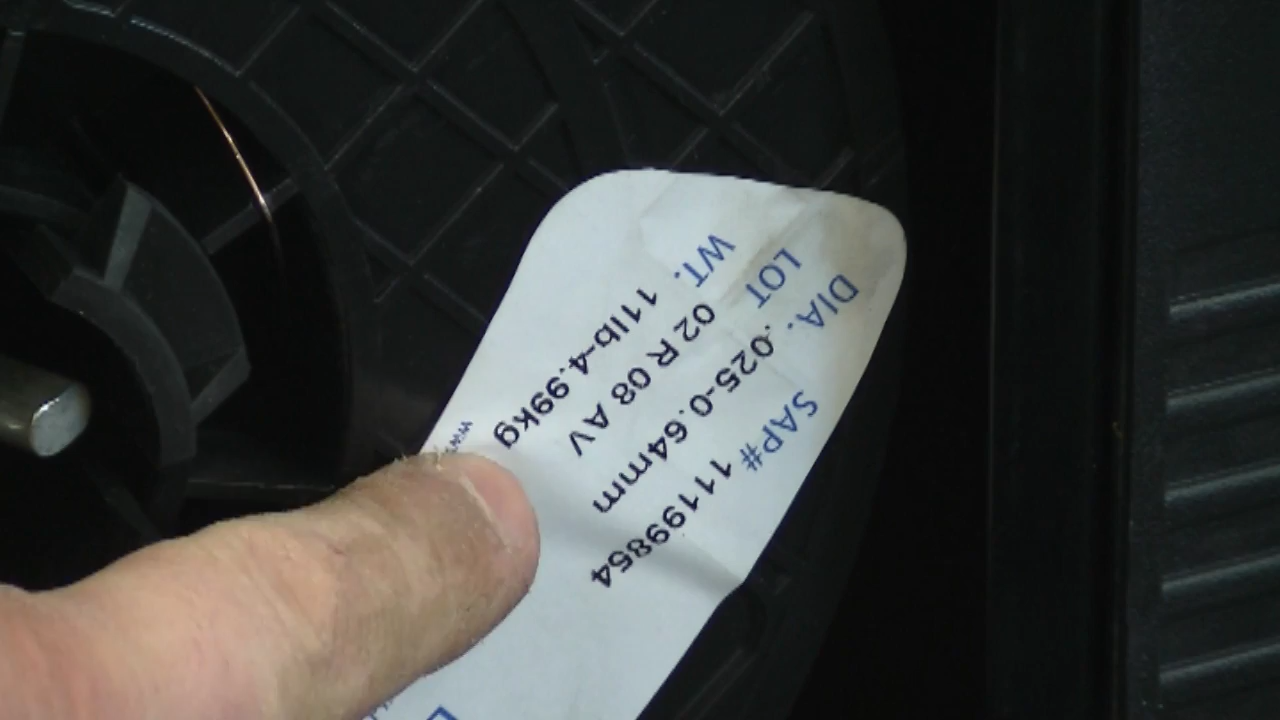 SAP# 11199854
DIA. .025-0.64mm
LOT 02 R 08 AV
WT. 11lb-4.99kg